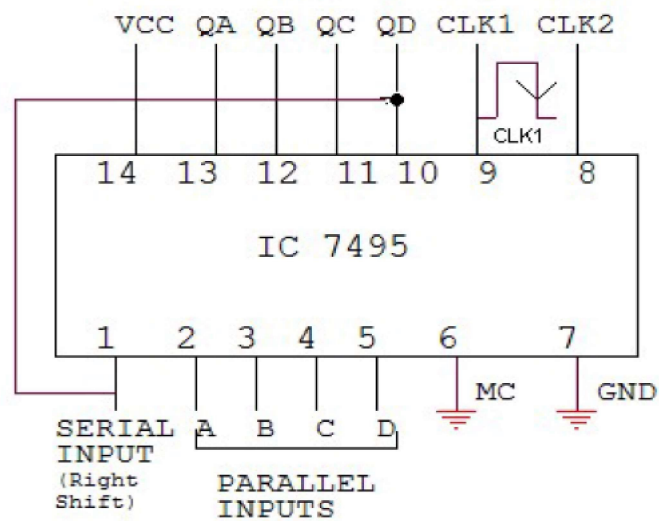 VCC QA QB QC QD CLK1 CLK2
CLK1
14 13 12 11 10 9 8
IC 7495
1 2 3 4 5 6 7
MC GND
SERIAL A B C D
INPUT
(Right
Shift)
PARALLEL
INPUTS